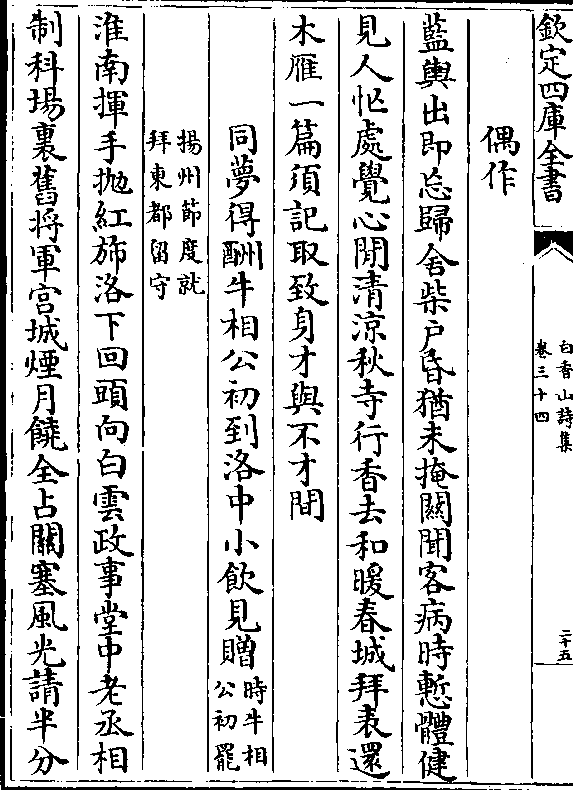 欽定四庫全書
白香山詩集
卷三十四
二十五
偶作
藍輿出即忘歸舍柴戶昏猶未掩關聞客病時慙體健
見人忙處覺心閒清涼秋寺行香去和暖春城拜表還
木雁一篇須記取致身才與不才間
同夢得酬牛相公初到洛中小飲見贈時牛相
公初罷
揚州節度就
拜東都留守
淮南揮手抛紅斾洛下回頭向白雲政事堂中老丞相
制科場裏舊將軍宮城煙月饒全占關塞風光請半分